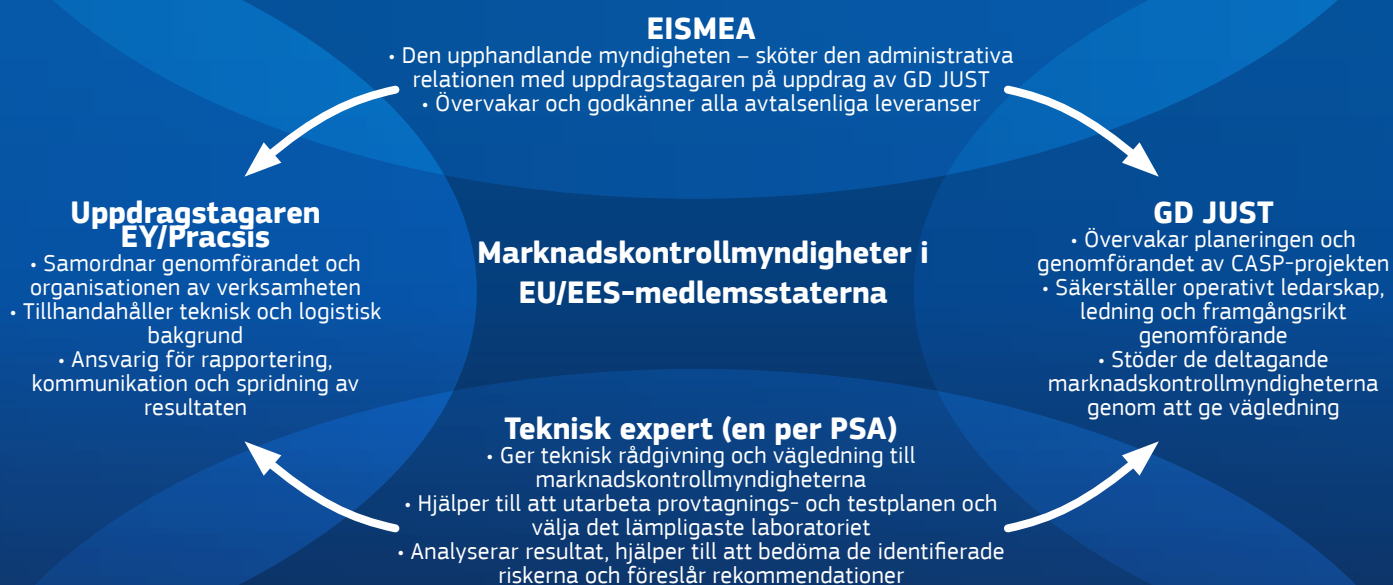 EISMEA
• Den upphandlande myndigheten – sköter den administrativa
relationen med uppdragstagaren på uppdrag av GD JUST
• Övervakar och godkänner alla avtalsenliga leveranser
Uppdragstagaren
EY/Pracsis
• Samordnar genomförandet och
organisationen av verksamheten
• Tillhandahåller teknisk och logistisk
bakgrund
• Ansvarig för rapportering,
kommunikation och spridning av
resultaten
Marknadskontrollmyndigheter i
EU/EES-medlemsstaterna
GD JUST
• Övervakar planeringen och
genomförandet av CASP-projekten
• Säkerställer operativt ledarskap,
ledning och framgångsrikt
genomförande
• Stöder de deltagande
marknadskontrollmyndigheterna
genom att ge vägledning
Teknisk expert (en per PSA)
• Ger teknisk rådgivning och vägledning till
marknadskontrollmyndigheterna
• Hjälper till att utarbeta provtagnings- och testplanen och
välja det lämpligaste laboratoriet
• Analyserar resultat, hjälper till att bedöma de identifierade
riskerna och föreslår rekommendationer